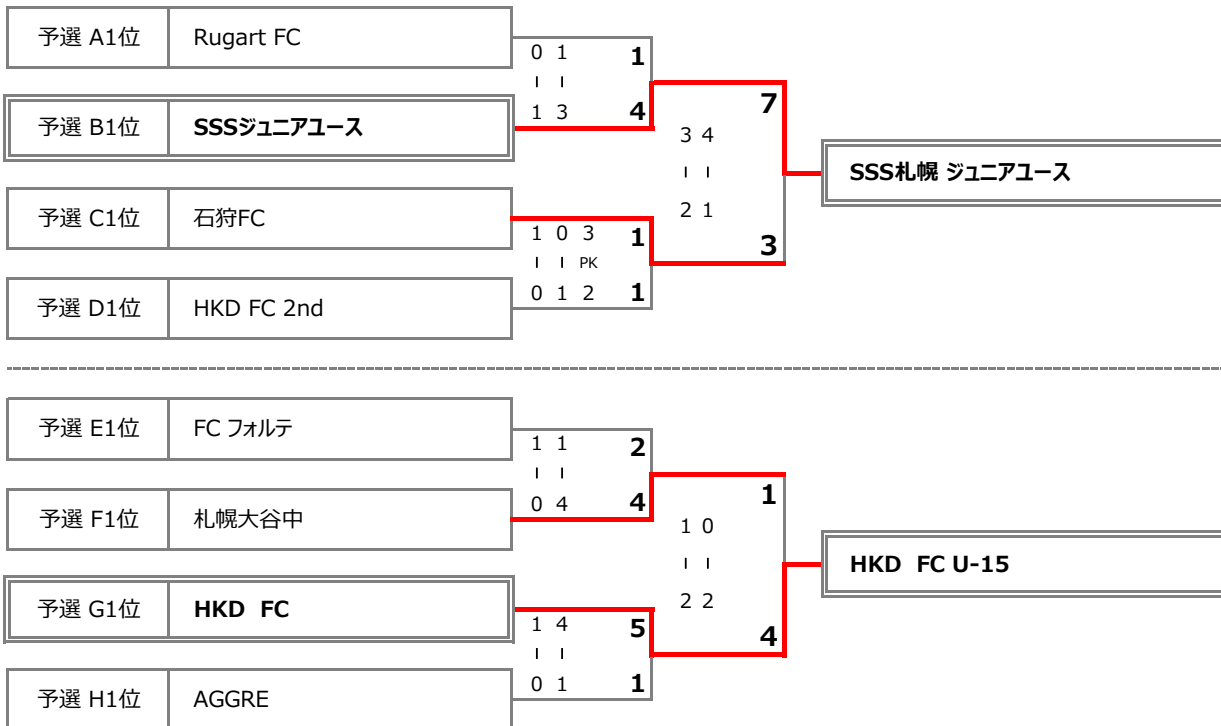 予選 A1位 Rugart FC
0 1 1
ｌ ｌ
1 3 4
予選 B1位 SSSジュニアユース
7
3 4
ｌ ｌ
2 1
3
SSS札幌 ジュニアユース
予選 C1位 石狩FC
1 0 3 1
ｌ ｌ PK
0 1 2 1
予選 D1位 HKD FC 2nd
予選 E1位 FC フォルテ
1 1 2
ｌ ｌ
0 4 4
予選 F1位 札幌大谷中
1
1 0
ｌ ｌ
2 2
4
HKD FC U-15
予選 G1位 HKD FC
1 4 5
ｌ ｌ
0 1 1
予選 H1位 AGGRE